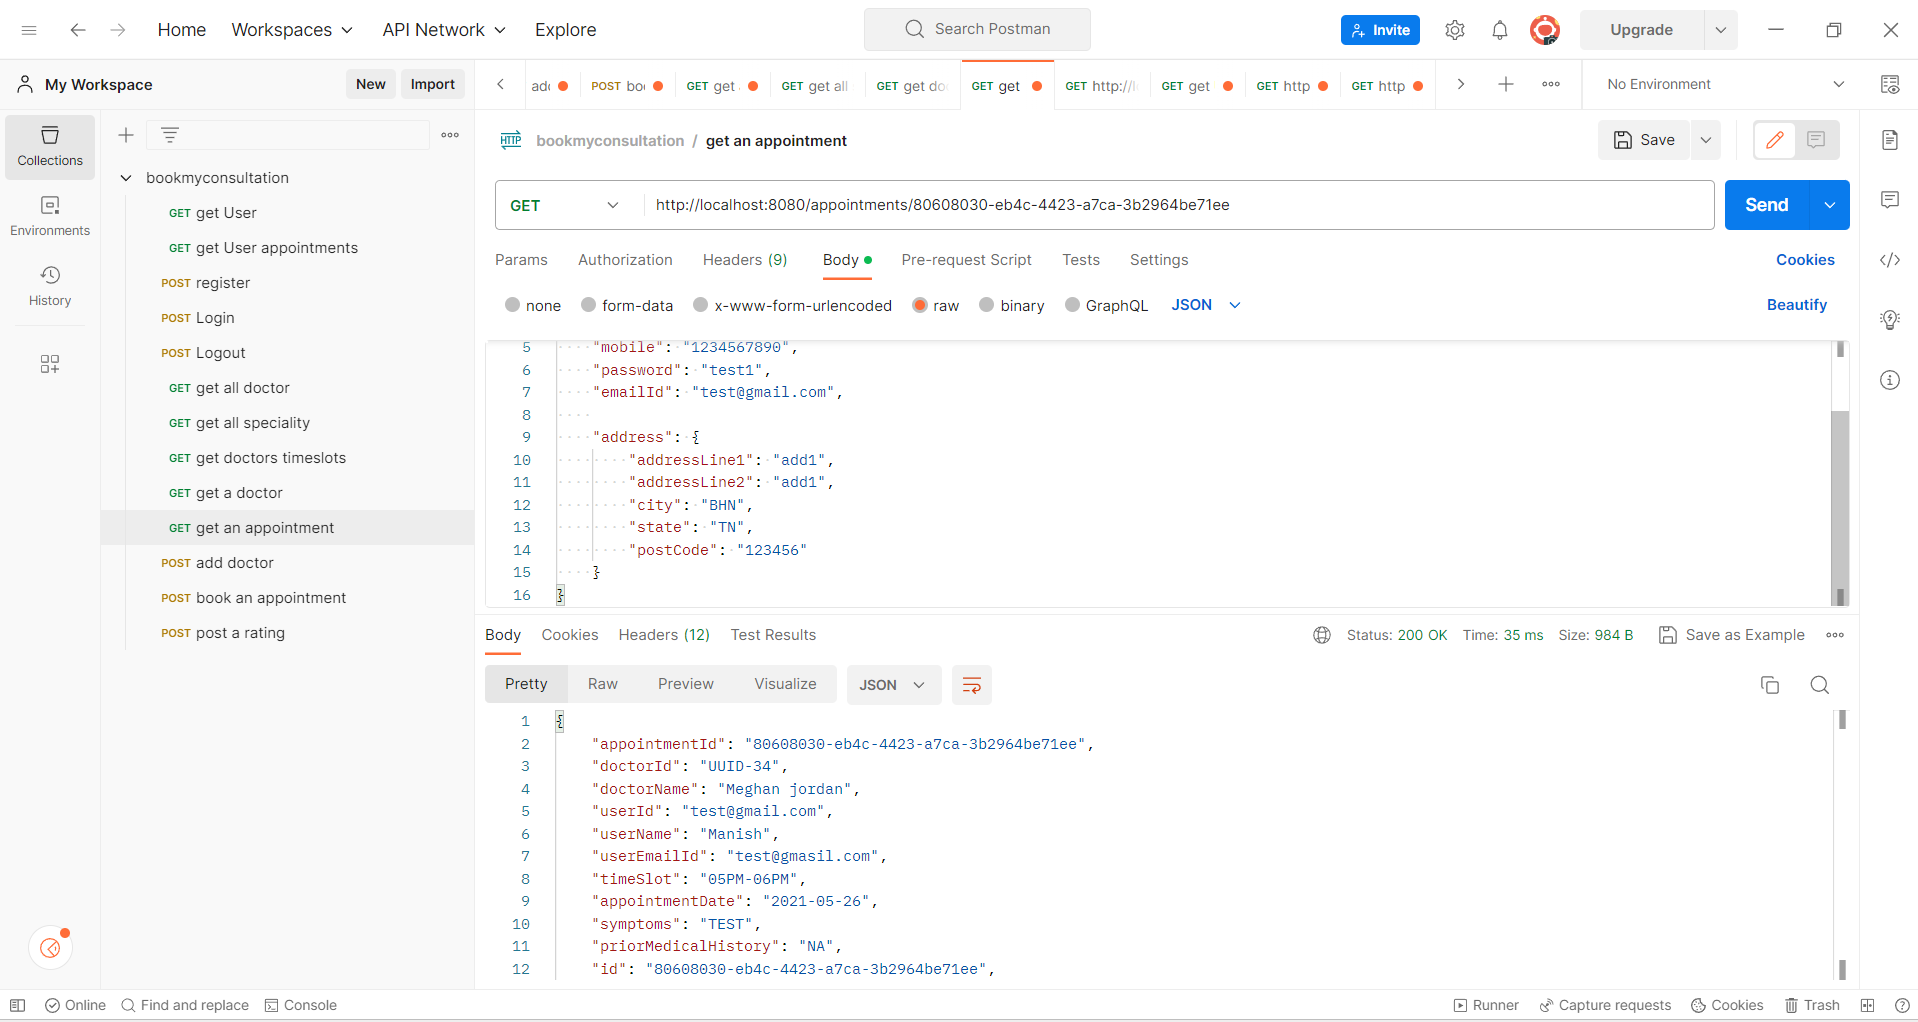 Home Workspaces API Network Explore Search Postman Invite Upgrade
My Workspace New Import add POST boo GET get GET get all GET get do GET get GET http://l GET get GET http GET http No Environment
bookmyconsultation / get an appointment Save
Collections
Environments
History
bookmyconsultation
GET get User
GET get User appointments
POST register
POST Login
POST Logout
GET get all doctor
GET get all speciality
GET get doctors timeslots
GET get a doctor
GET get an appointment
POST add doctor
POST book an appointment
POST post a rating
HTTP
GET http://localhost:8080/appointments/80608030-eb4c-4423-a7ca-3b2964be71ee Send
Params Authorization Headers (9) Body Pre-request Script Tests Settings Cookies
none form-data x-www-form-urlencoded raw binary GraphQL JSON Beautify
5 "mobile": "1234567890",
6 "password": "test1",
7 "emailId": "test@gmail.com",
8
9 "address": {
10 "addressLine1": "add1",
11 "addressLine2": "add1",
12 "city": "BHN",
13 "state": "TN",
14 "postCode": "123456"
15 }
16 }
Body Cookies Headers (12) Test Results Status: 200 OK Time: 35 ms Size: 984 B Save as Example
Pretty Raw Preview Visualize JSON
1 {
2 "appointmentId": "80608030-eb4c-4423-a7ca-3b2964be71ee",
3 "doctorId": "UUID-34",
4 "doctorName": "Meghan jordan",
5 "userId": "test@gmail.com",
6 "userName": "Manish",
7 "userEmailId": "test@gmasil.com",
8 "timeSlot": "05PM-06PM",
9 "appointmentDate": "2021-05-26",
10 "symptoms": "TEST",
11 "priorMedicalHistory": "NA",
12 "id": "80608030-eb4c-4423-a7ca-3b2964be71ee",
Online Find and replace Console Runner Capture requests Cookies Trash